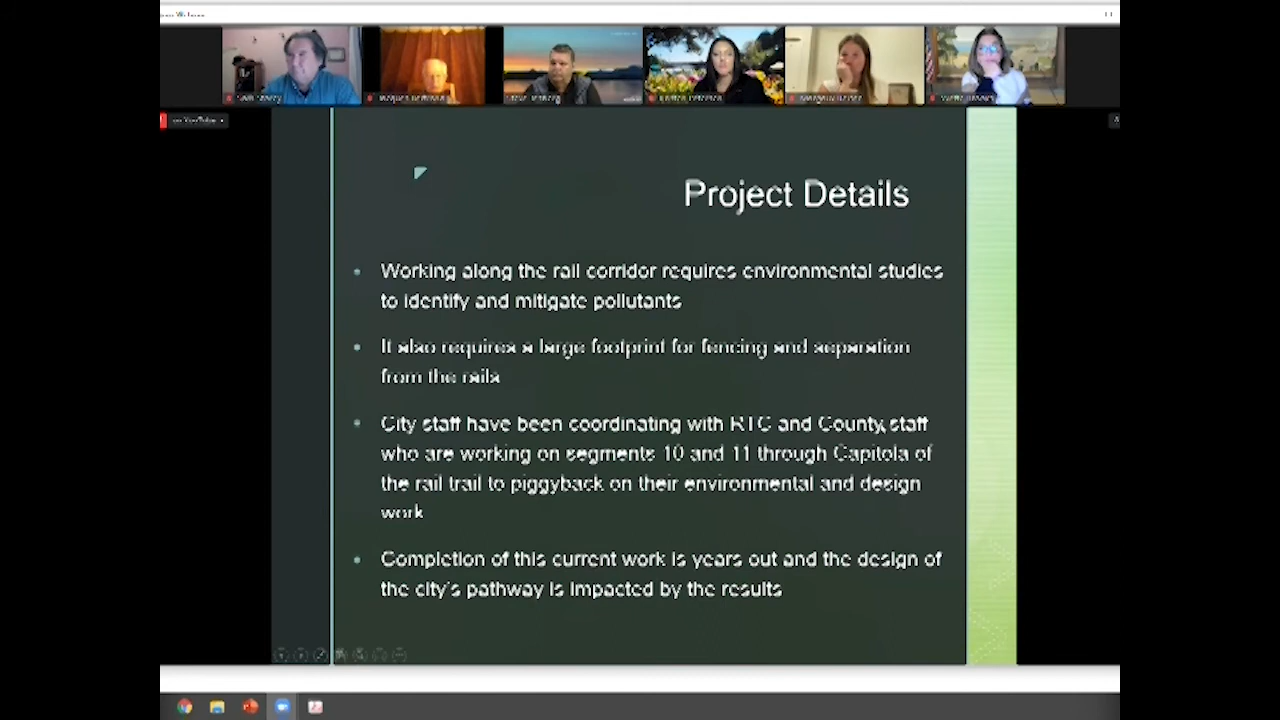 on YouTube
Project Details
Working along the rail corridor requires environmental studies
to identify and mitigate pollutants
It also requires a large footprint for fencing and separation
from the rails
City staff have been coordinating with RTC and County staff
who are working on segments 10 and 11 through Capitola of
the rail trail to piggyback on their environmental and design
work
Completion of this current work is years out and the design of
the city's pathway is impacted by the results